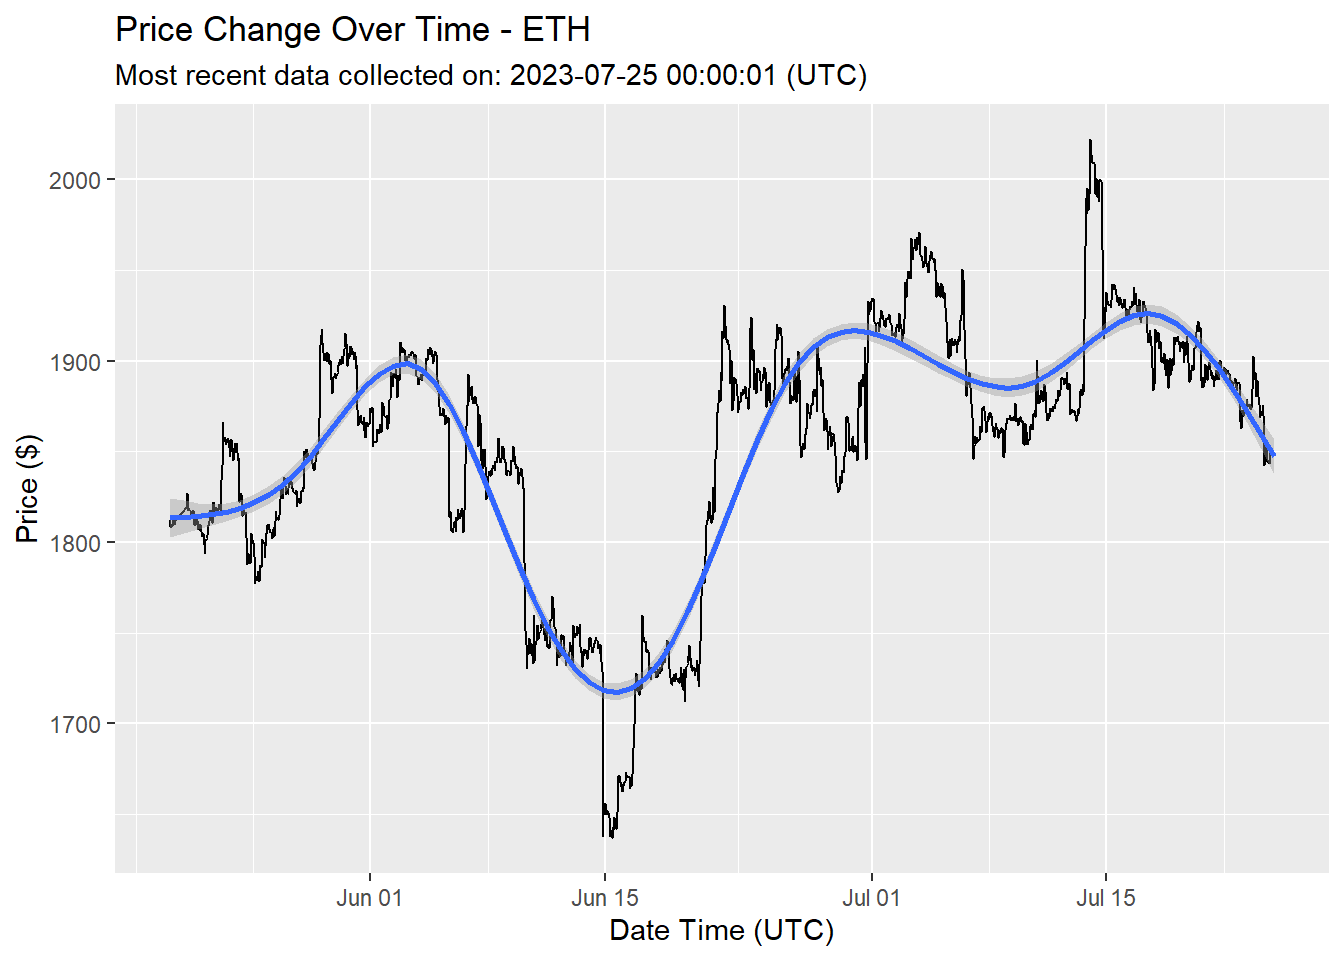 Price Change Over Time - ETH
Most recent data collected on: 2023-07-25 00:00:01 (UTC)
Price ($)
2000
1900
1800
1700
Jun 01
Jun 15
Jul 01
Jul 15
Date Time (UTC)